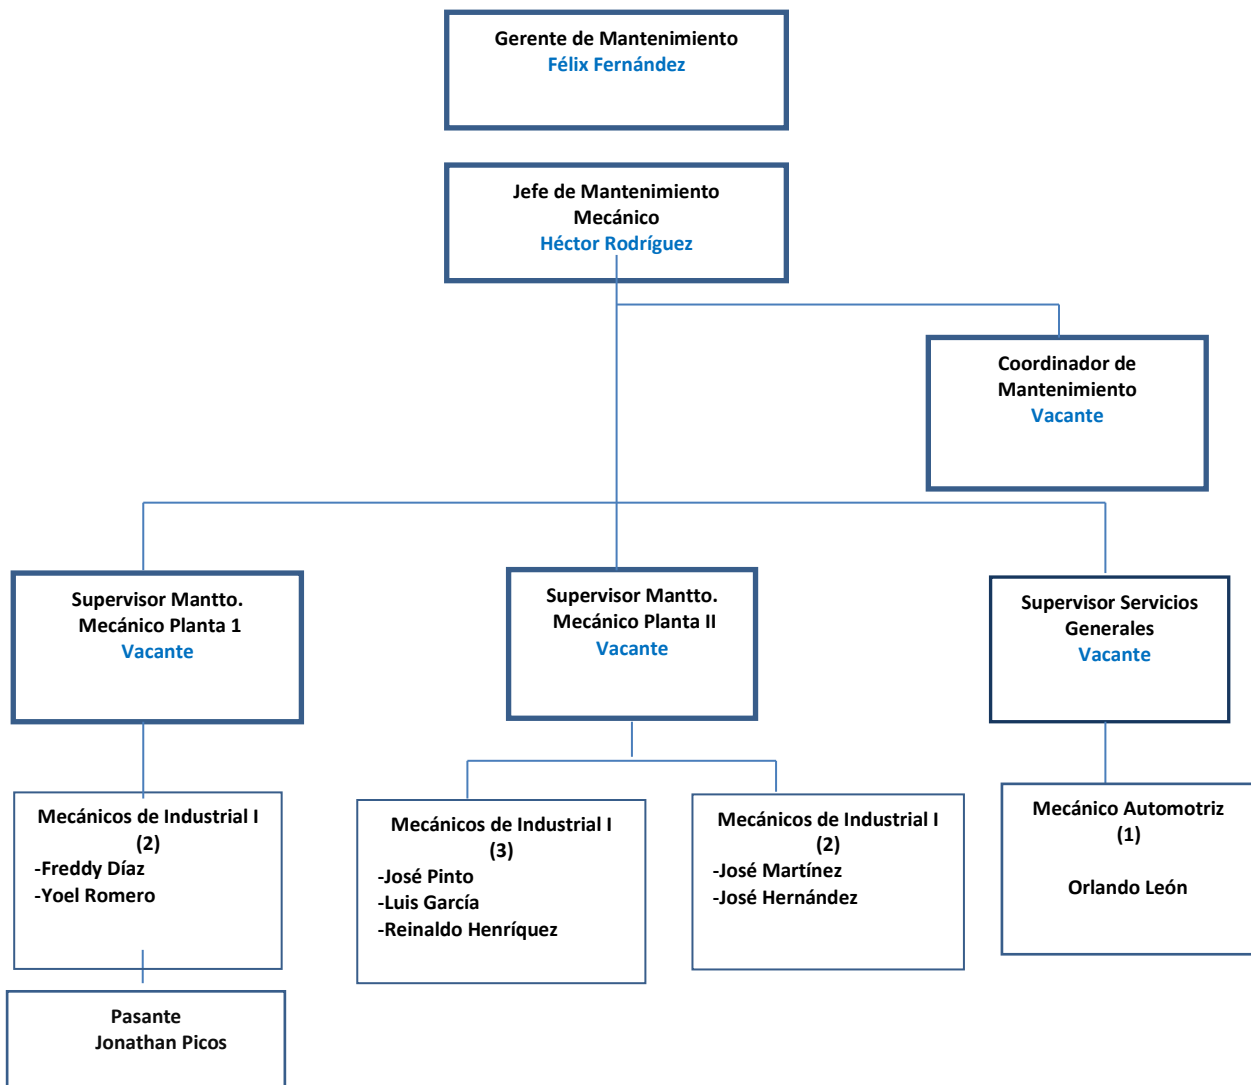 Gerente de Mantenimiento
Félix Fernández
Jefe de Mantenimiento
Mecánico
Héctor Rodríguez
Coordinador de
Mantenimiento
Vacante
Supervisor Mantto.
Mecánico Planta 1
Vacante
Supervisor Mantto.
Mecánico Planta II
Vacante
Supervisor Servicios
Generales
Vacante
Mecánicos de Industrial I
(2)
-Freddy Díaz
-Yoel Romero
Mecánicos de Industrial I
(3)
-José Pinto
-Luis García
-Reinaldo Henríquez
Mecánicos de Industrial I
(2)
-José Martínez
-José Hernández
Mecánico Automotriz
(1)
Orlando León
Pasante
Jonathan Picos